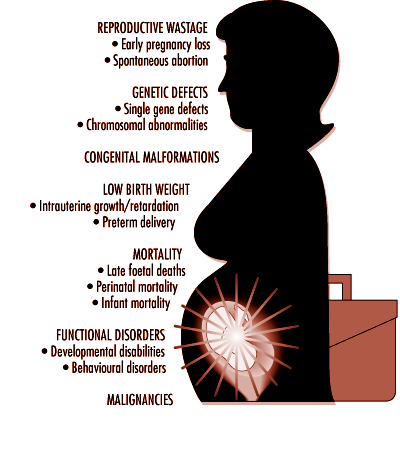 REPRODUCTIVE WASTAGE
• Early pregnancy loss
• Spontaneous abortion
GENETIC DEFECTS
• Single gene defects
• Chromosomal abnormalities
CONGENITAL MALFORMATIONS
LOW BIRTH WEIGHT
• Intrauterine growth/retardation
• Preterm delivery
MORTALITY
• Late foetal deaths
• Perinatal mortality
• Infant mortality
FUNCTIONAL DISORDERS
• Developmental disabilities
• Behavioural disorders
MALIGNANCIES